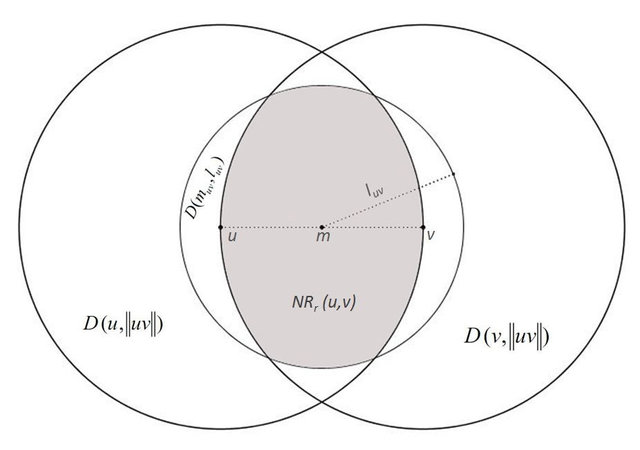 D(m_uv, l_uv)
l_uv
u
m
v
NR_r (u,v)
D(u,‖uv‖)
D(v,‖uv‖)